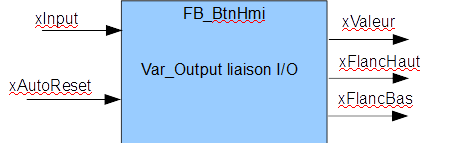 xInput
FB_BtnHmi
xValeur
Var_Output liaison I/O
xFlancHaut
xAutoReset
xFlancBas